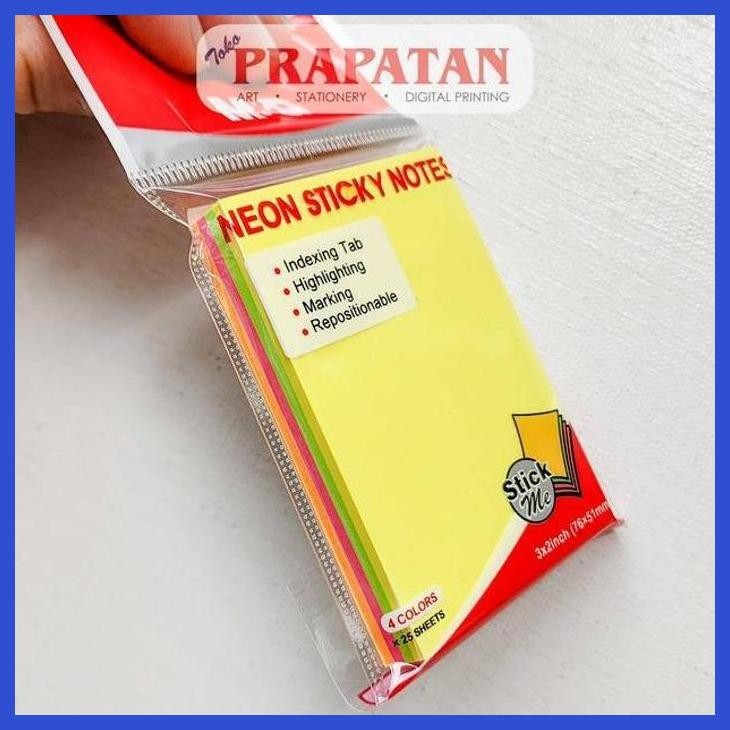 Toko
PRAPATAN
ART • STATIONERY • DIGITAL PRINTING
NEON STICKY NOTES
• Indexing Tab
• Highlighting
• Marking
• Repositionable
Stick
Me
3x2inch (76x51mm
4 COLORS
x 25 SHEETS